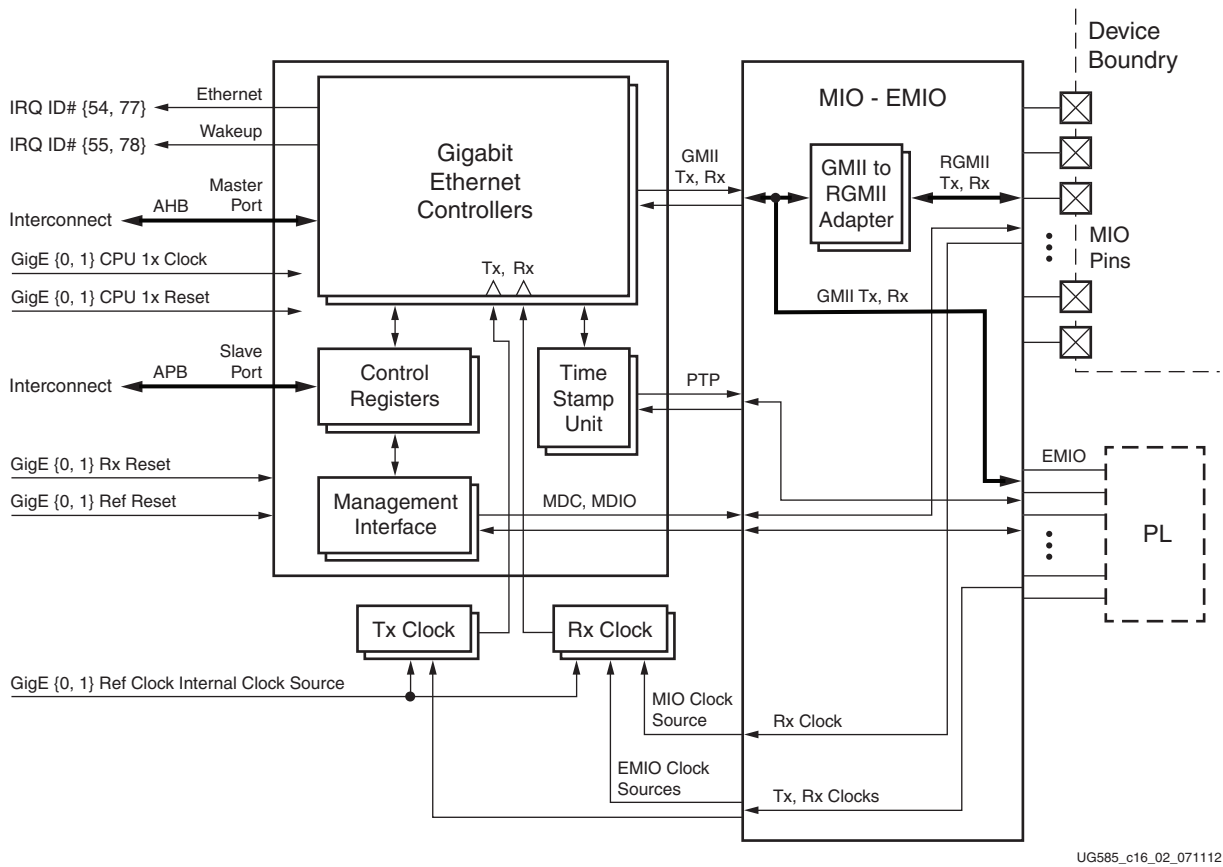 Device
Boundry
MIO - EMIO
Ethernet
IRQ ID# {54, 77}
Wakeup
IRQ ID# {55, 78}
Gigabit
Ethernet
Controllers
GMII
Tx, Rx
GMII to
RGMII
Adapter
RGMII
Tx, Rx
Master
Port
AHB
Interconnect
MIO
Pins
GigE {0, 1} CPU 1x Clock
Tx, Rx
GigE {0, 1} CPU 1x Reset
GMII Tx, Rx
Slave
Port
APB
Interconnect
Control
Registers
Time
Stamp
Unit
PTP
EMIO
GigE {0, 1} Rx Reset
GigE {0, 1} Ref Reset
Management
Interface
MDC, MDIO
PL
Tx Clock
Rx Clock
GigE {0, 1} Ref Clock Internal Clock Source
MIO Clock
Source
Rx Clock
EMIO Clock
Sources
Tx, Rx Clocks
UG585_c16_02_071112